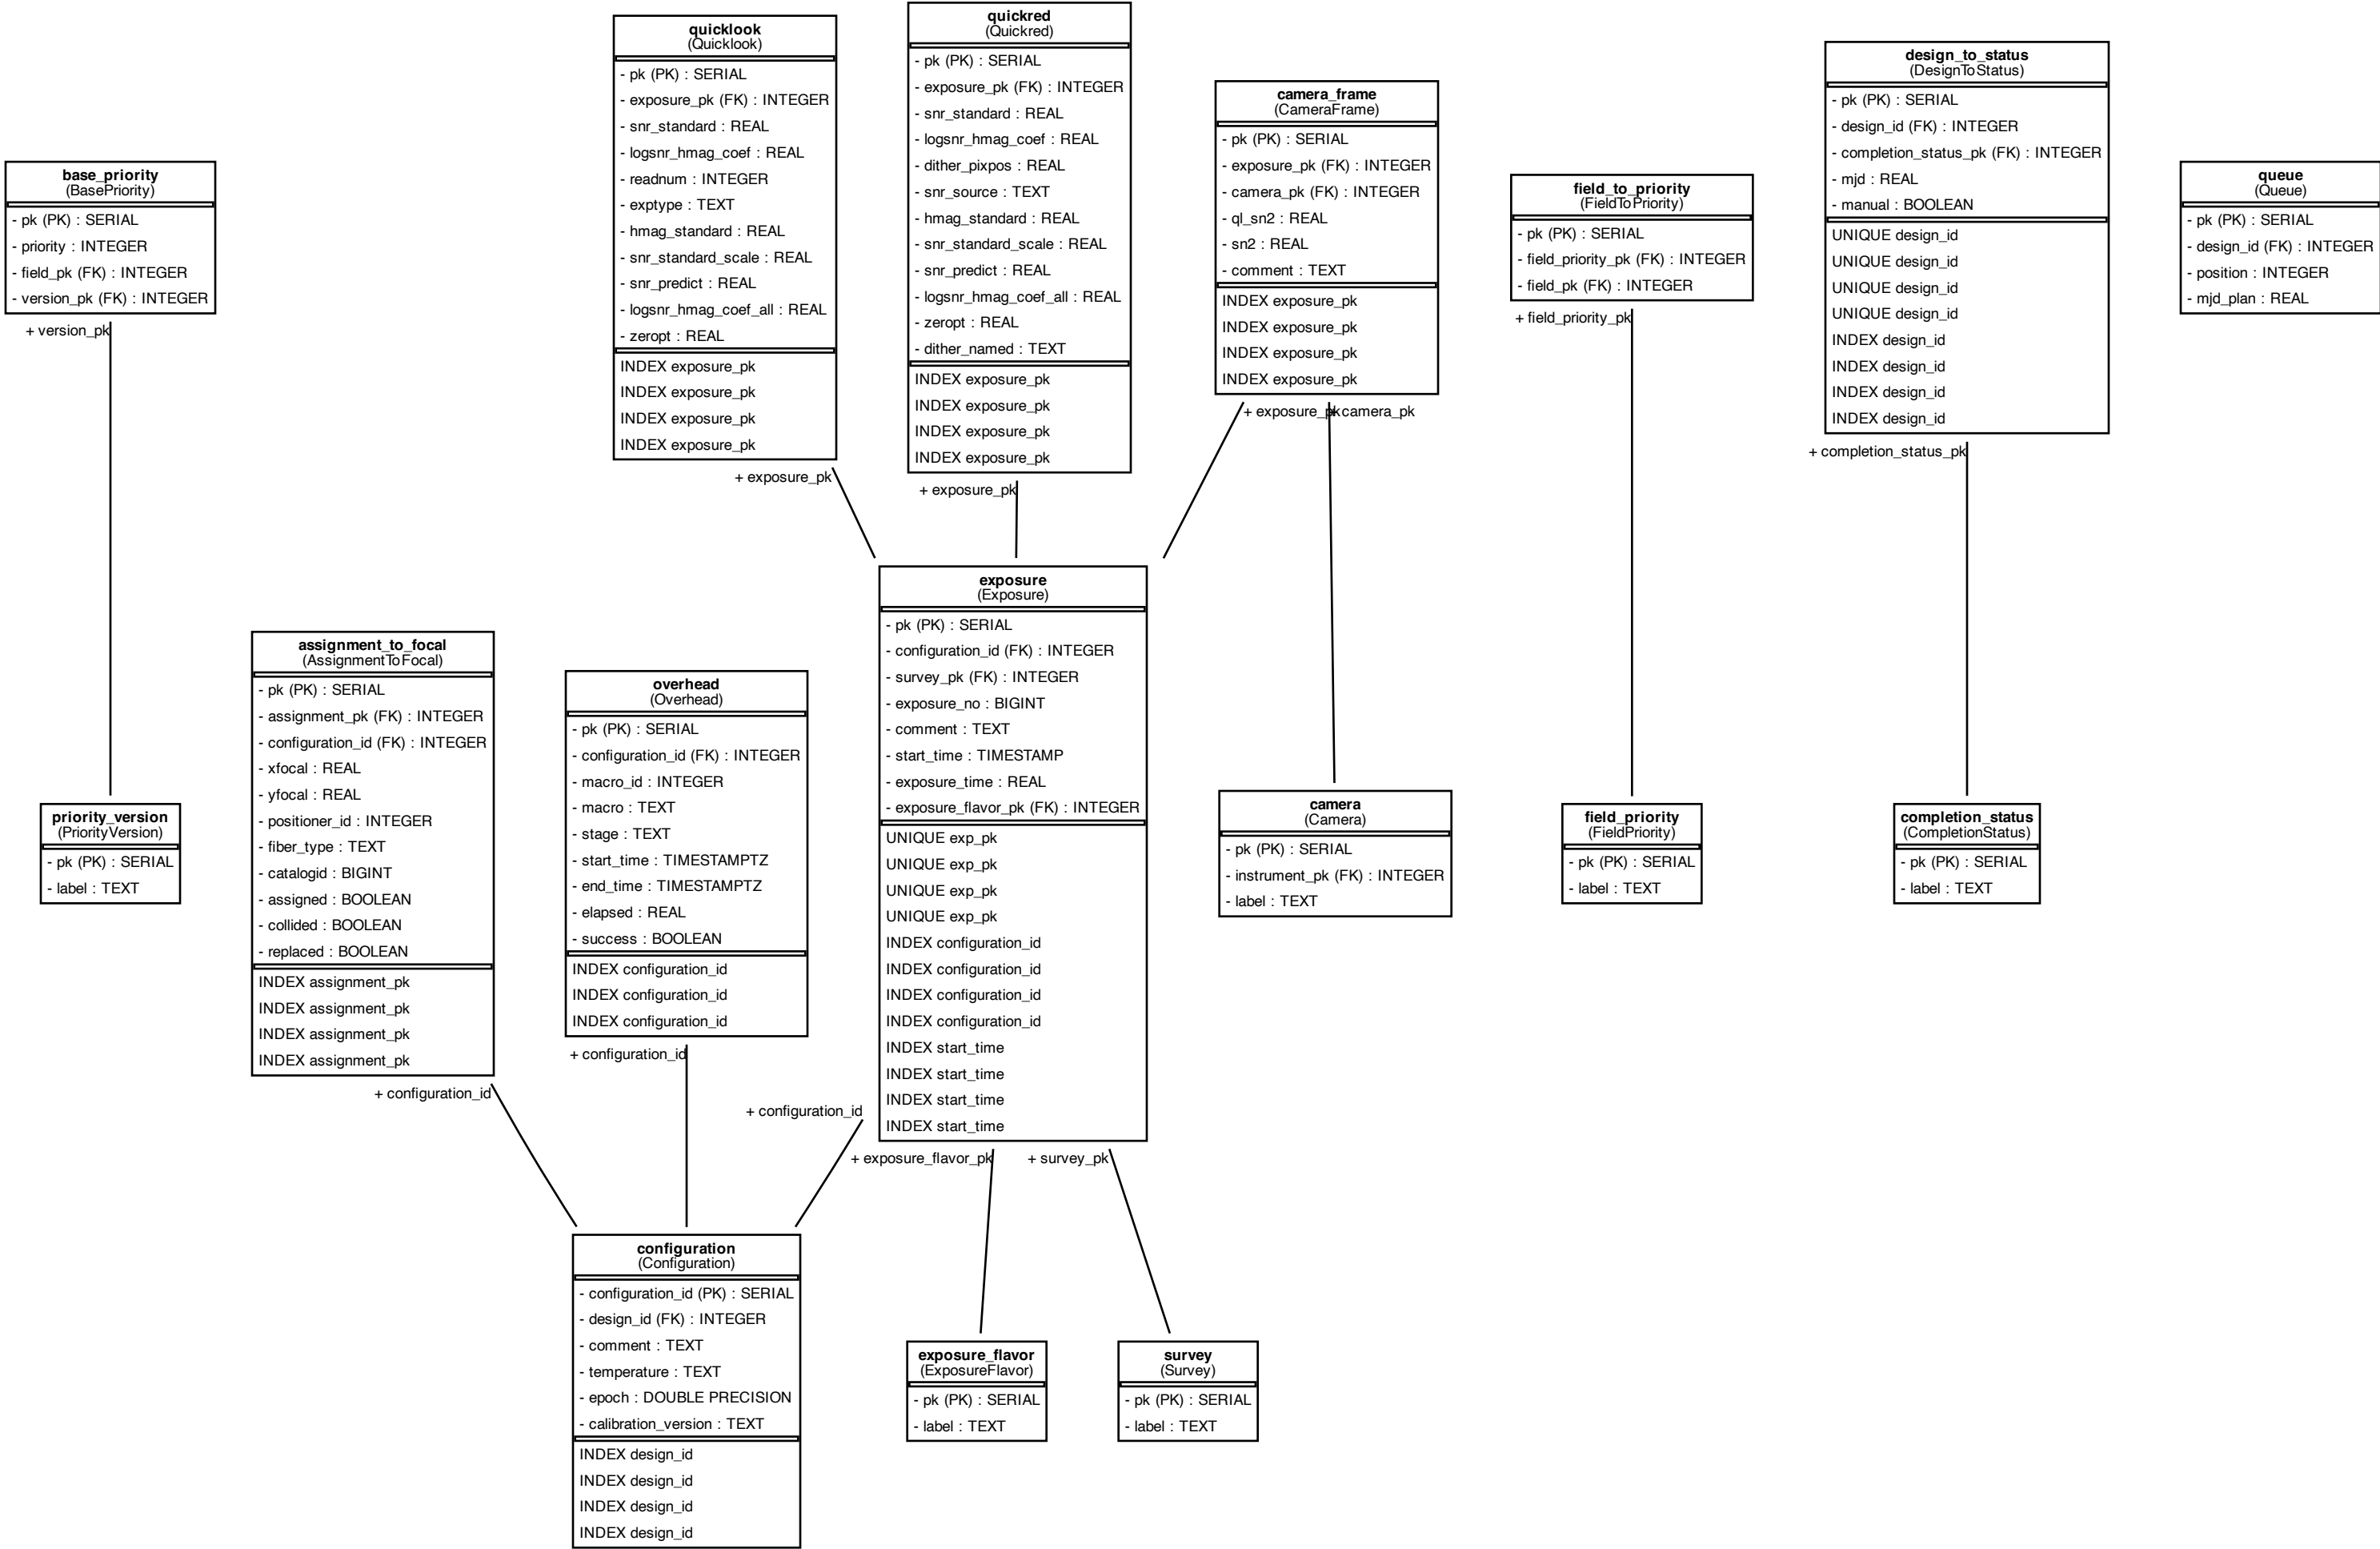 quicklook
(Quicklook)
- pk (PK) : SERIAL
- exposure_pk (FK) : INTEGER
- snr_standard : REAL
- logsnr_hmag_coef : REAL
- readnum : INTEGER
- exptype : TEXT
- hmag_standard : REAL
- snr_standard_scale : REAL
- snr_predict : REAL
- logsnr_hmag_coef_all : REAL
- zeropt : REAL
INDEX exposure_pk
INDEX exposure_pk
INDEX exposure_pk
INDEX exposure_pk
+ exposure_pk
quickred
(Quickred)
- pk (PK) : SERIAL
- exposure_pk (FK) : INTEGER
- snr_standard : REAL
- logsnr_hmag_coef : REAL
- dither_pixpos : REAL
- snr_source : TEXT
- hmag_standard : REAL
- snr_standard_scale : REAL
- snr_predict : REAL
- logsnr_hmag_coef_all : REAL
- zeropt : REAL
- dither_named : TEXT
INDEX exposure_pk
INDEX exposure_pk
INDEX exposure_pk
INDEX exposure_pk
+ exposure_pk
camera_frame
(CameraFrame)
- pk (PK) : SERIAL
- exposure_pk (FK) : INTEGER
- camera_pk (FK) : INTEGER
- ql_sn2 : REAL
- sn2 : REAL
- comment : TEXT
INDEX exposure_pk
INDEX exposure_pk
INDEX exposure_pk
INDEX exposure_pk
+ exposure_pk
+ camera_pk
design_to_status
(DesignToStatus)
- pk (PK) : SERIAL
- design_id (FK) : INTEGER
- completion_status_pk (FK) : INTEGER
- mjd : REAL
- manual : BOOLEAN
UNIQUE design_id
UNIQUE design_id
UNIQUE design_id
UNIQUE design_id
INDEX design_id
INDEX design_id
INDEX design_id
INDEX design_id
+ completion_status_pk
base_priority
(BasePriority)
- pk (PK) : SERIAL
- priority : INTEGER
- field_pk (FK) : INTEGER
- version_pk (FK) : INTEGER
+ version_pk
field_to_priority
(FieldToPriority)
- pk (PK) : SERIAL
- field_priority_pk (FK) : INTEGER
- field_pk (FK) : INTEGER
+ field_priority_pk
queue
(Queue)
- pk (PK) : SERIAL
- design_id (FK) : INTEGER
- position : INTEGER
- mjd_plan : REAL
assignment_to_focal
(AssignmentToFocal)
- pk (PK) : SERIAL
- assignment_pk (FK) : INTEGER
- configuration_id (FK) : INTEGER
- xfocal : REAL
- yfocal : REAL
- positioner_id : INTEGER
- fiber_type : TEXT
- catalogid : BIGINT
- assigned : BOOLEAN
- collided : BOOLEAN
- replaced : BOOLEAN
INDEX assignment_pk
INDEX assignment_pk
INDEX assignment_pk
INDEX assignment_pk
+ configuration_id
overhead
(Overhead)
- pk (PK) : SERIAL
- configuration_id (FK) : INTEGER
- macro_id : INTEGER
- macro : TEXT
- stage : TEXT
- start_time : TIMESTAMPTZ
- end_time : TIMESTAMPTZ
- elapsed : REAL
- success : BOOLEAN
INDEX configuration_id
INDEX configuration_id
INDEX configuration_id
+ configuration_id
exposure
(Exposure)
- pk (PK) : SERIAL
- configuration_id (FK) : INTEGER
- survey_pk (FK) : INTEGER
- exposure_no : BIGINT
- comment : TEXT
- start_time : TIMESTAMP
- exposure_time : REAL
- exposure_flavor_pk (FK) : INTEGER
UNIQUE exp_pk
UNIQUE exp_pk
UNIQUE exp_pk
UNIQUE exp_pk
INDEX configuration_id
INDEX configuration_id
INDEX configuration_id
INDEX configuration_id
INDEX start_time
INDEX start_time
INDEX start_time
INDEX start_time
+ configuration_id
+ exposure_flavor_pk
+ survey_pk
priority_version
(PriorityVersion)
- pk (PK) : SERIAL
- label : TEXT
camera
(Camera)
- pk (PK) : SERIAL
- instrument_pk (FK) : INTEGER
- label : TEXT
field_priority
(FieldPriority)
- pk (PK) : SERIAL
- label : TEXT
completion_status
(CompletionStatus)
- pk (PK) : SERIAL
- label : TEXT
configuration
(Configuration)
- configuration_id (PK) : SERIAL
- design_id (FK) : INTEGER
- comment : TEXT
- temperature : TEXT
- epoch : DOUBLE PRECISION
- calibration_version : TEXT
INDEX design_id
INDEX design_id
INDEX design_id
INDEX design_id
exposure_flavor
(ExposureFlavor)
- pk (PK) : SERIAL
- label : TEXT
survey
(Survey)
- pk (PK) : SERIAL
- label : TEXT